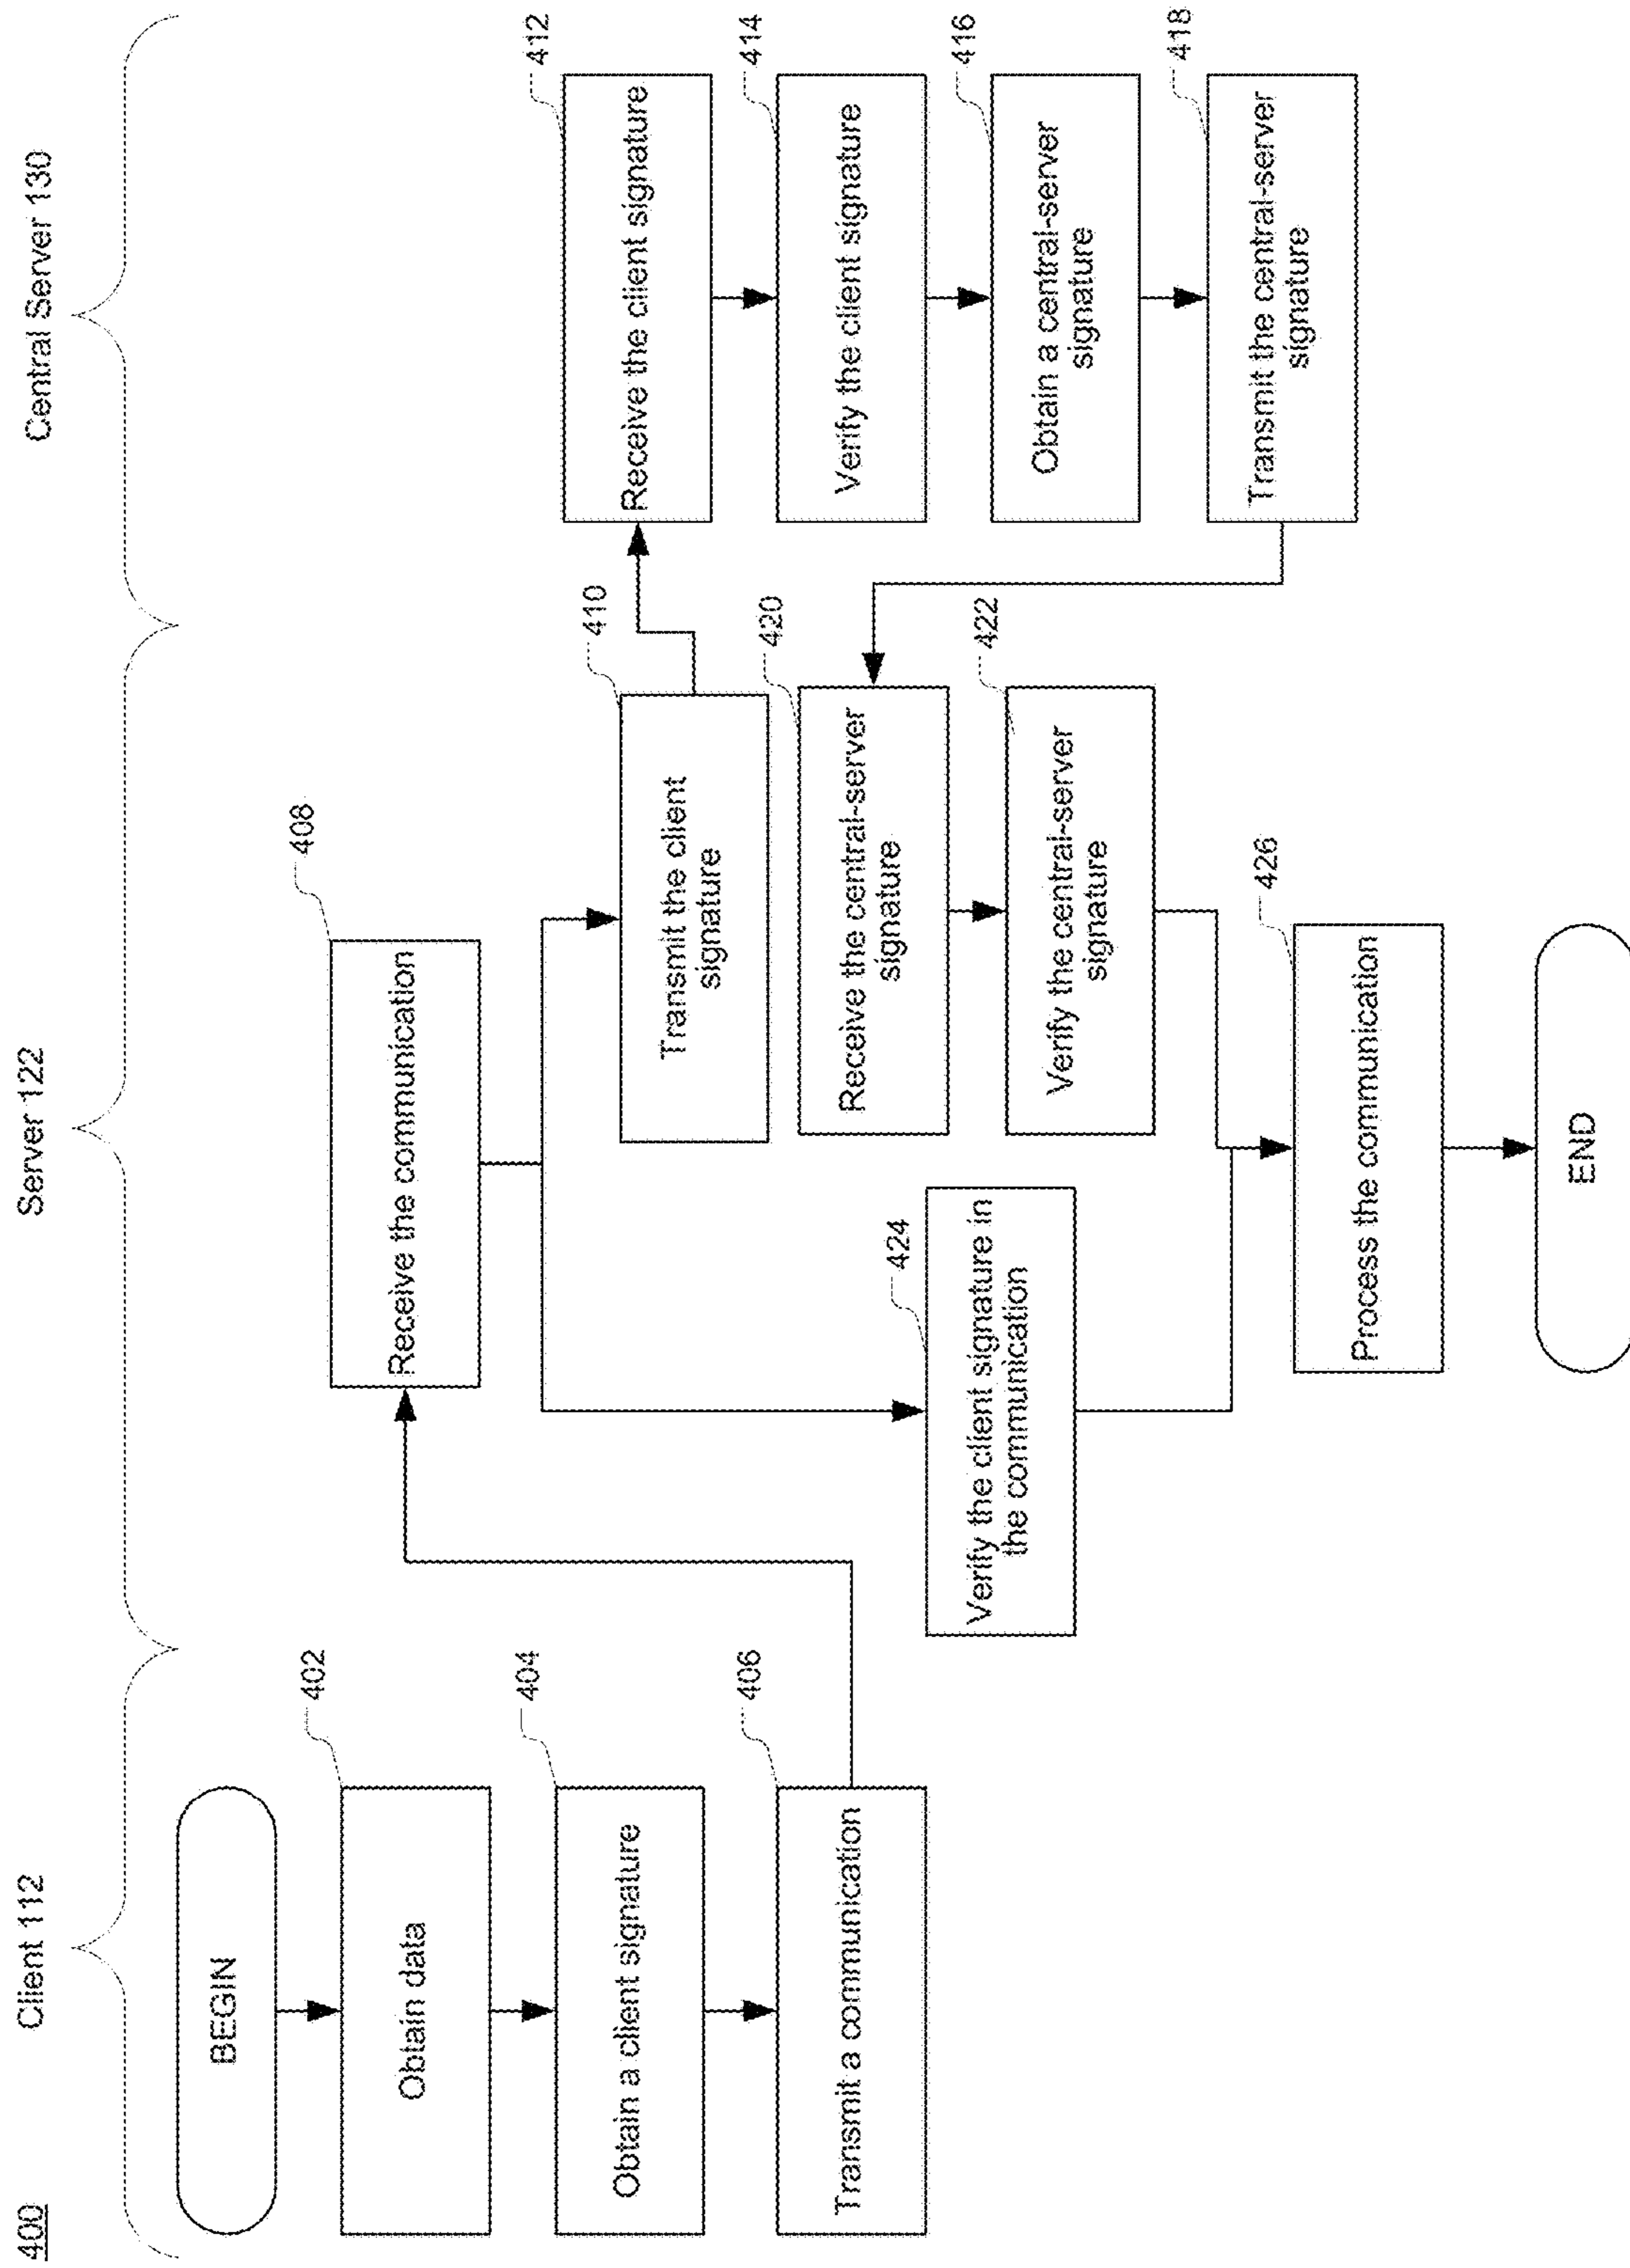 400
Client 112
Server 122
Central Server 130
BEGIN
402
Obtain data
404
Obtain a client signature
406
Transmit a communication
408
Receive the communication
410
Transmit the client
signature
412
Receive the client signature
414
Verify the client signature
416
Obtain a central-server
signature
418
Transmit the central-server
signature
420
Receive the central-server
signature
422
Verify the central-server
signature
424
Verify the client signature in
the communication
426
Process the communication
END